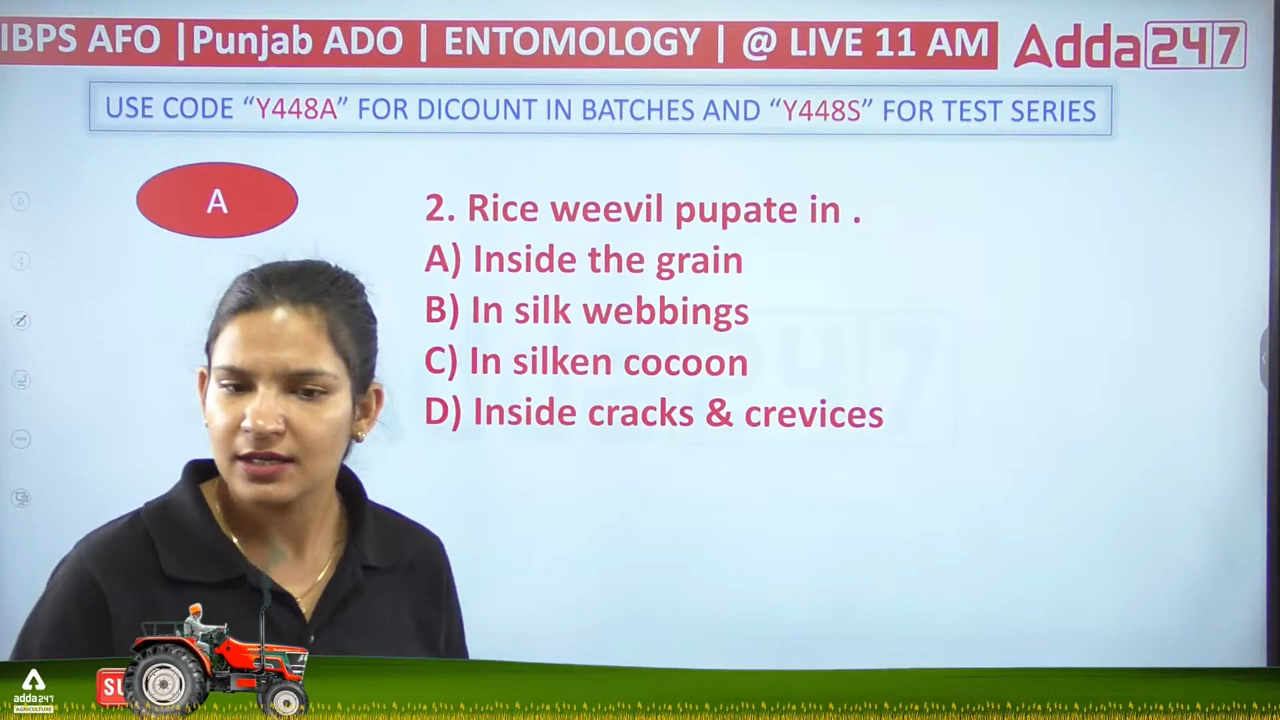 IBPS AFO |Punjab ADO | ENTOMOLOGY | @ LIVE 11 AM
Adda247
USE CODE “Y448A” FOR DICOUNT IN BATCHES AND “Y448S” FOR TEST SERIES
A
2. Rice weevil pupate in .
A) Inside the grain
B) In silk webbings
C) In silken cocoon
D) Inside cracks & crevices
adda247
AGRICULTURE